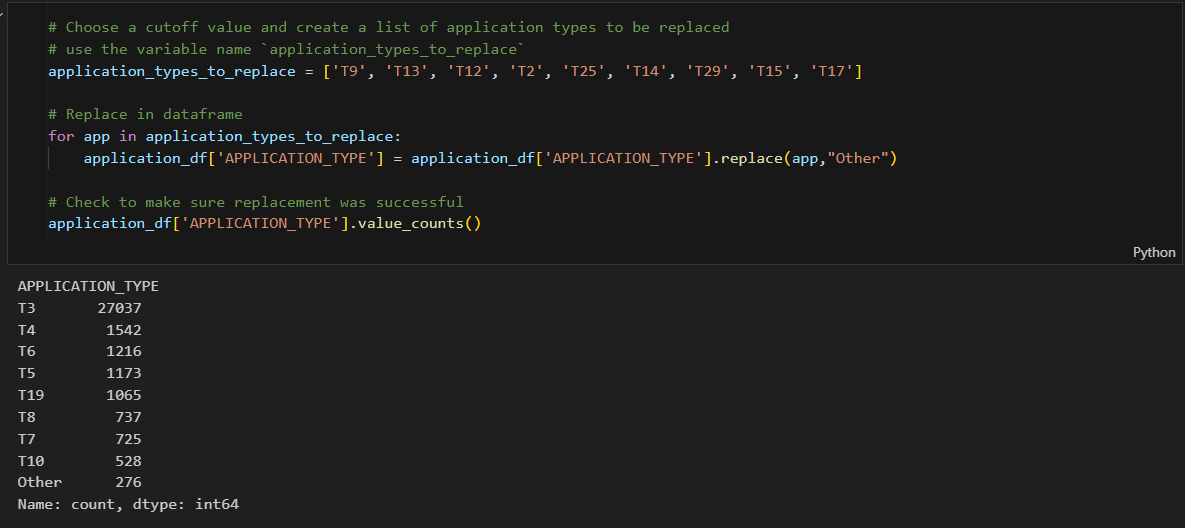 # Choose a cutoff value and create a list of application types to be replaced
# use the variable name `application_types_to_replace`
application_types_to_replace = ['T9', 'T13', 'T12', 'T2', 'T25', 'T14', 'T29', 'T15', 'T17']
# Replace in dataframe
for app in application_types_to_replace:
    application_df['APPLICATION_TYPE'] = application_df['APPLICATION_TYPE'].replace(app,"Other")
# Check to make sure replacement was successful
application_df['APPLICATION_TYPE'].value_counts()
Python
APPLICATION_TYPE
T3       27037
T4        1542
T6        1216
T5        1173
T19       1065
T8         737
T7         725
T10        528
Other      276
Name: count, dtype: int64